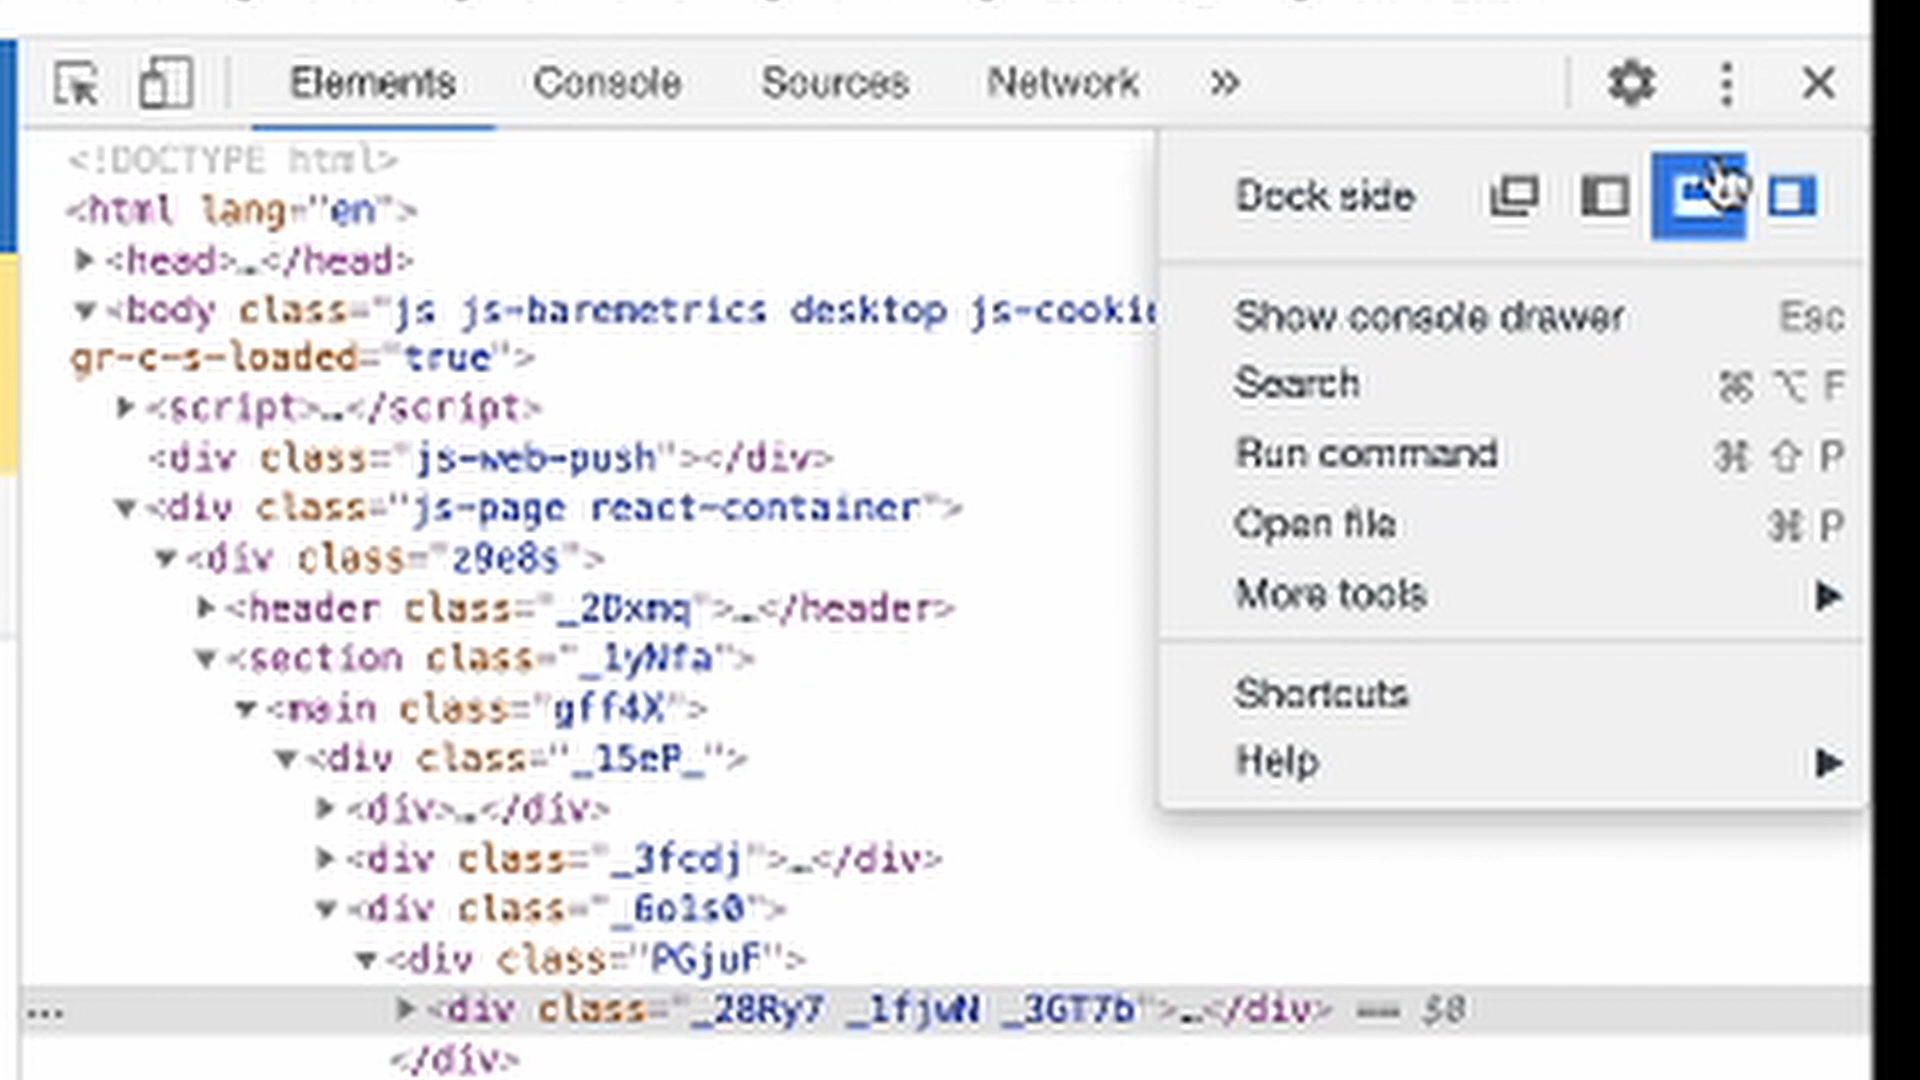 Elements Console Sources Network »
<!DOCTYPE html>
<html lang="en">
<head>…</head>
<body class="js js-baremetrics desktop js-cookie
gr-c-s-loaded="true">
<script>…</script>
<div class="js-web-push"></div>
<div class="js-page react-container">
<div class="z9e8s">
<header class="_2Dxmq">…</header>
<section class="_1yNfa">
<main class="gff4X">
<div class="_15eP_">
<div>…</div>
<div class="_3fcdj">…</div>
<div class="_6o1s0">
<div class="PGjuF">
… <div class="_28Ry7 _1fjwN _3GT7b">…</div> == $0
</div>
Dock side
Show console drawer Esc
Search ⌘ ⌥ F
Run command ⌘ ⇧ P
Open file ⌘ P
More tools ▶
Shortcuts
Help ▶